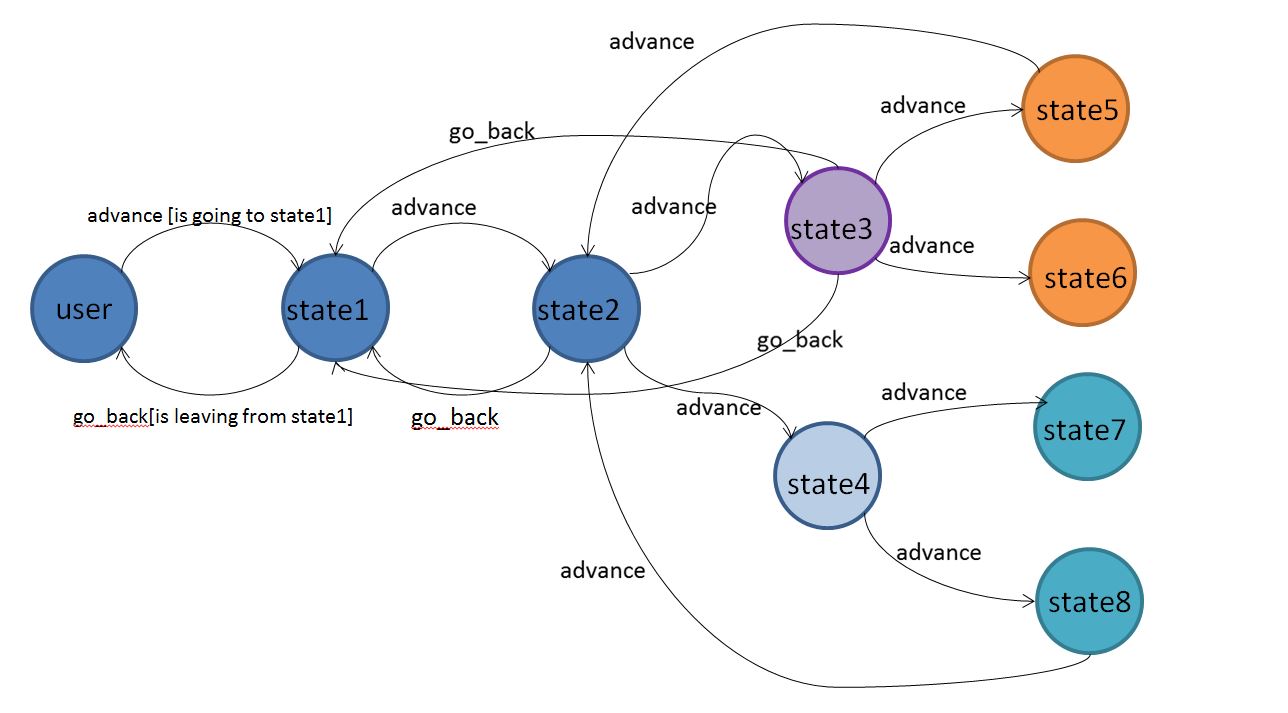 advance
state5
advance
go_back
advance [is going to state1]
advance
advance
state3
advance
state6
user
state1
state2
go_back
go_back[is leaving from state1]
go_back
advance
advance
state7
state4
advance
advance
state8